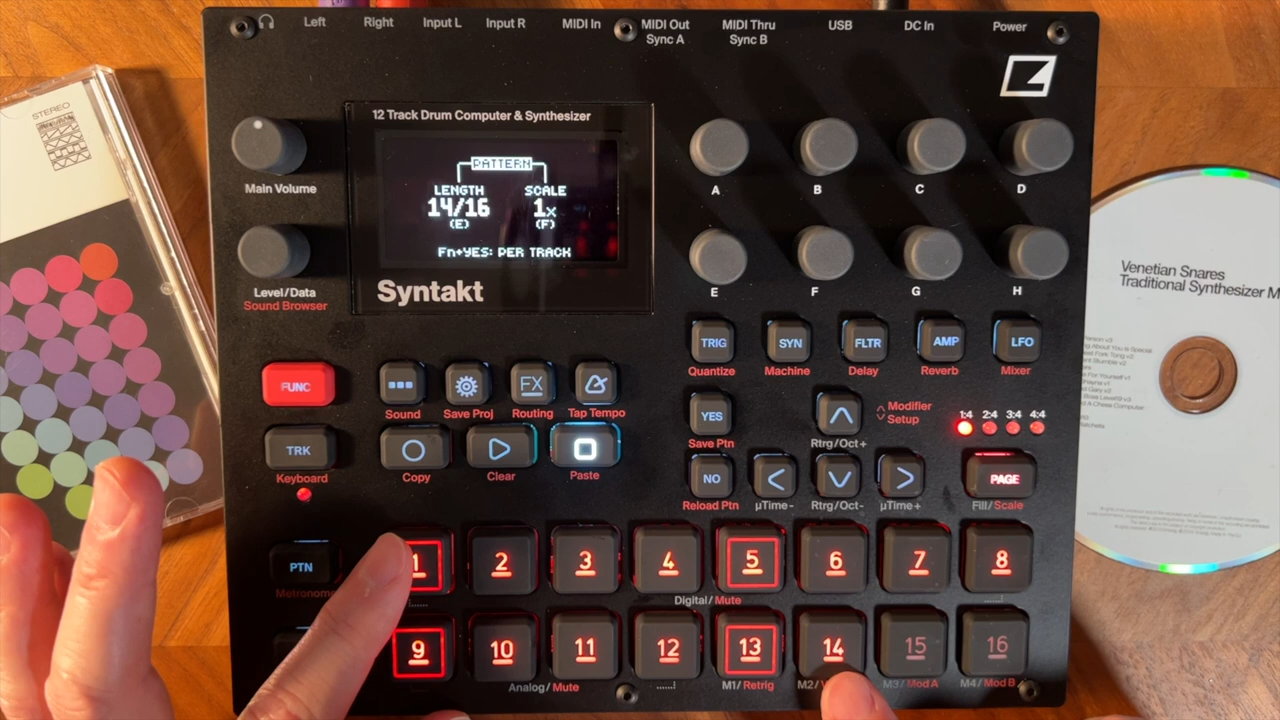 Left Right Input L Input R MIDI In MIDI Out MIDI Thru USB DC In Power
Sync A Sync B
STEREO
12 Track Drum Computer & Synthesizer
PATTERN
LENGTH SCALE
14/16 1x
(E) (F)
Fn+YES: PER TRACK
Syntakt
Main Volume
Level/Data
Sound Browser
A B C D
E F G H
Venetian Snares
Traditional Synthesizer M
TRIG SYN FLTR AMP LFO
Quantize Machine Delay Reverb Mixer
FUNC FX
Sound Save Proj Routing Tap Tempo
YES
Save Ptn Rtrg/Oct+
Modifier
Setup
1:4 2:4 3:4 4:4
TRK
Keyboard Copy Clear Paste
NO PAGE
Reload Ptn µTime- Rtrg/Oct- µTime+ Fill/Scale
PTN 1 2 3 4 5 6 7 8
Metronome
Digital/Mute
9 10 11 12 13 14 15 16
Analog/Mute M1/Retrig M2/ M3/Mod A M4/Mod B